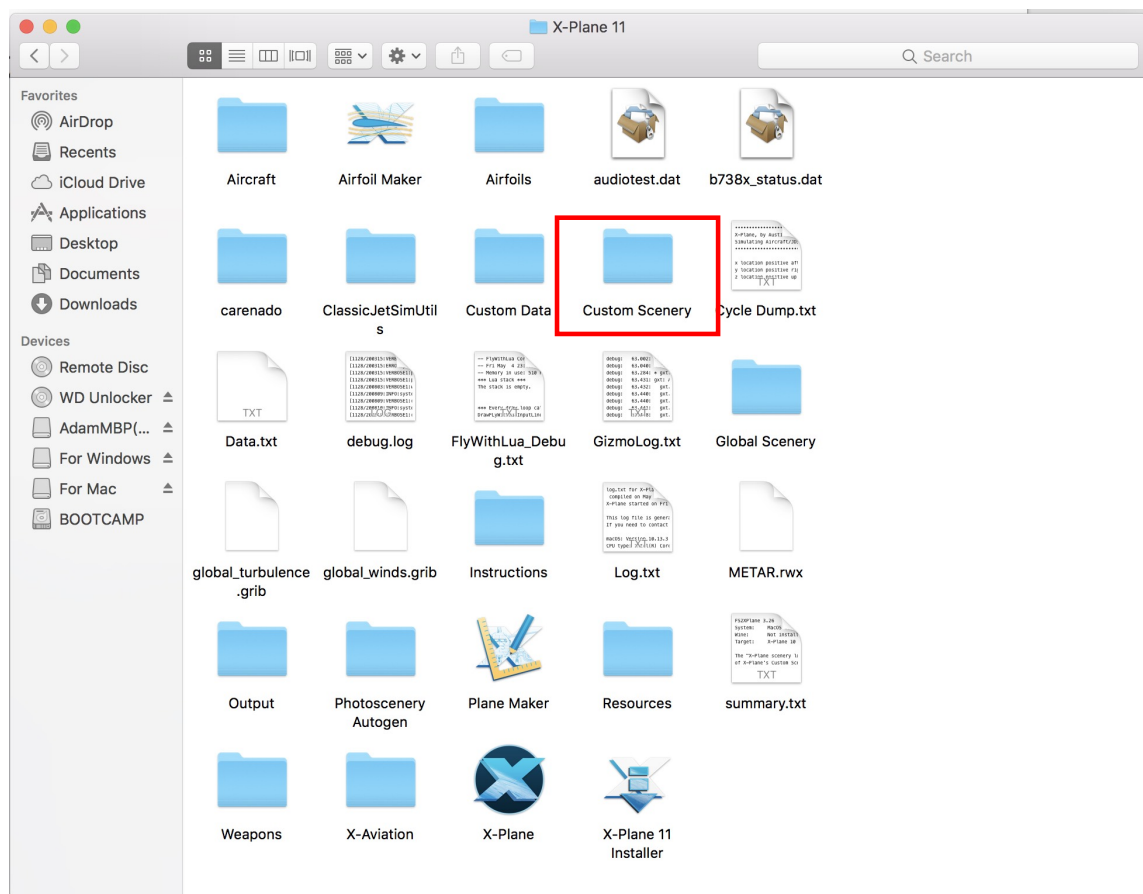 X-Plane 11
Search
Favorites
AirDrop
Recents
iCloud Drive
Applications
Desktop
Documents
Downloads
Devices
Remote Disc
WD Unlocker
AdamMBP(...
For Windows
For Mac
BOOTCAMP
Aircraft
Airfoil Maker
Airfoils
audiotest.dat
b738x_status.dat
carenado
ClassicJetSimUtil
s
Custom Data
Custom Scenery
Cycle Dump.txt
TXT
Data.txt
debug.log
FlyWithLua_Debu
g.txt
GizmoLog.txt
Global Scenery
TXT
global_turbulence
.grib
global_winds.grib
Instructions
Log.txt
METAR.rwx
Output
Photoscenery
Autogen
Plane Maker
Resources
summary.txt
TXT
Weapons
X-Aviation
X-Plane
X-Plane 11
Installer